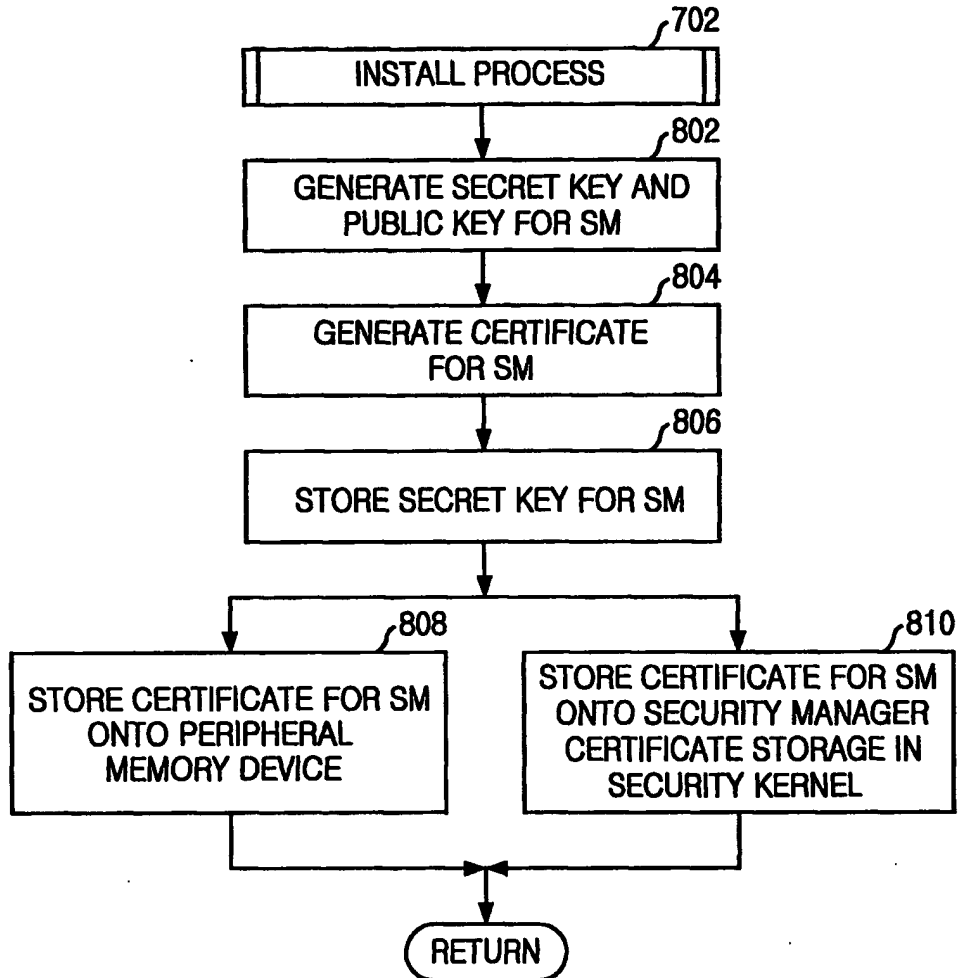 702
INSTALL PROCESS
802
GENERATE SECRET KEY AND
PUBLIC KEY FOR SM
804
GENERATE CERTIFICATE
FOR SM
806
STORE SECRET KEY FOR SM
808
STORE CERTIFICATE FOR SM
ONTO PERIPHERAL
MEMORY DEVICE
810
STORE CERTIFICATE FOR SM
ONTO SECURITY MANAGER
CERTIFICATE STORAGE IN
SECURITY KERNEL
RETURN